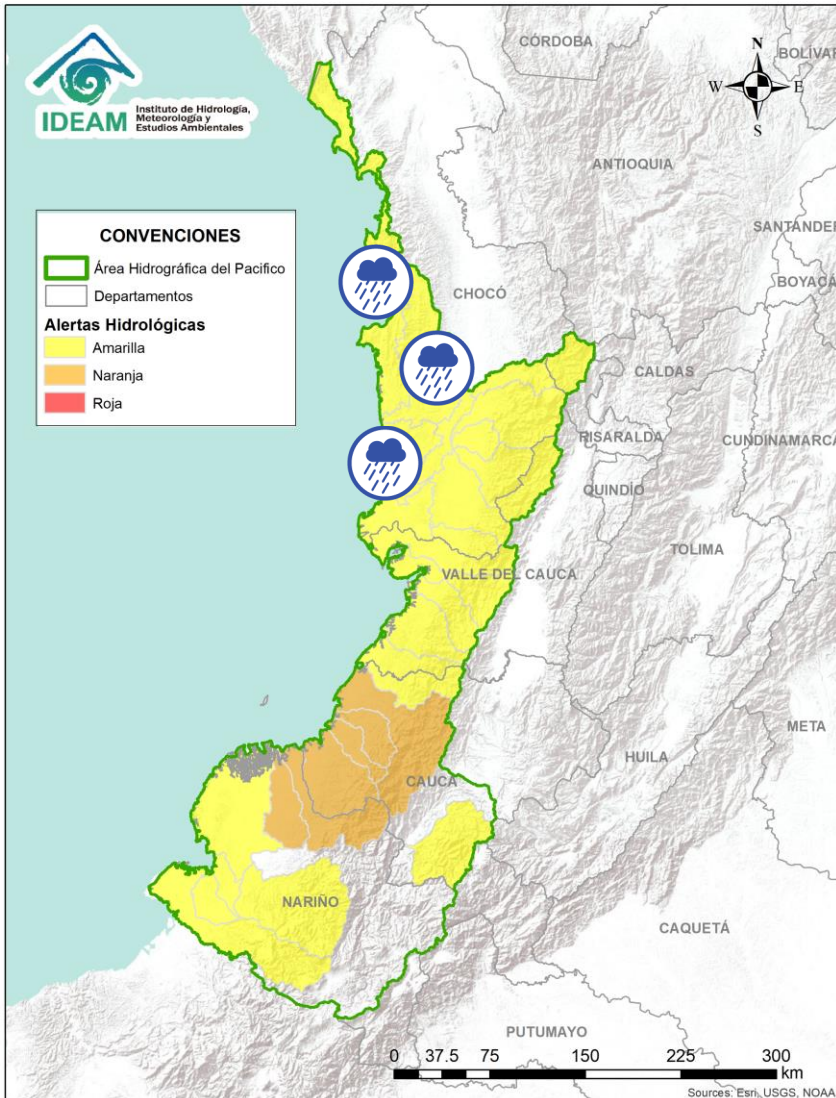 IDEAM
Instituto de Hidrología,
Meteorología y
Estudios Ambientales
CÓRDOBA
BOLÍVAR
N
W
E
S
ANTIOQUIA
SANTANDER
BOYACÁ
CONVENCIONES
Área Hidrográfica del Pacifico
Departamentos
Alertas Hidrológicas
Amarilla
Naranja
Roja
CHOCÓ
CALDAS
RISARALDA
CUNDINAMARCA
QUINDÍO
TOLIMA
VALLE DEL CAUCA
META
HUILA
CAUCA
NARIÑO
CAQUETÁ
PUTUMAYO
0 37.5 75 150 225 300
km
Sources: Esri, USGS, NOAA